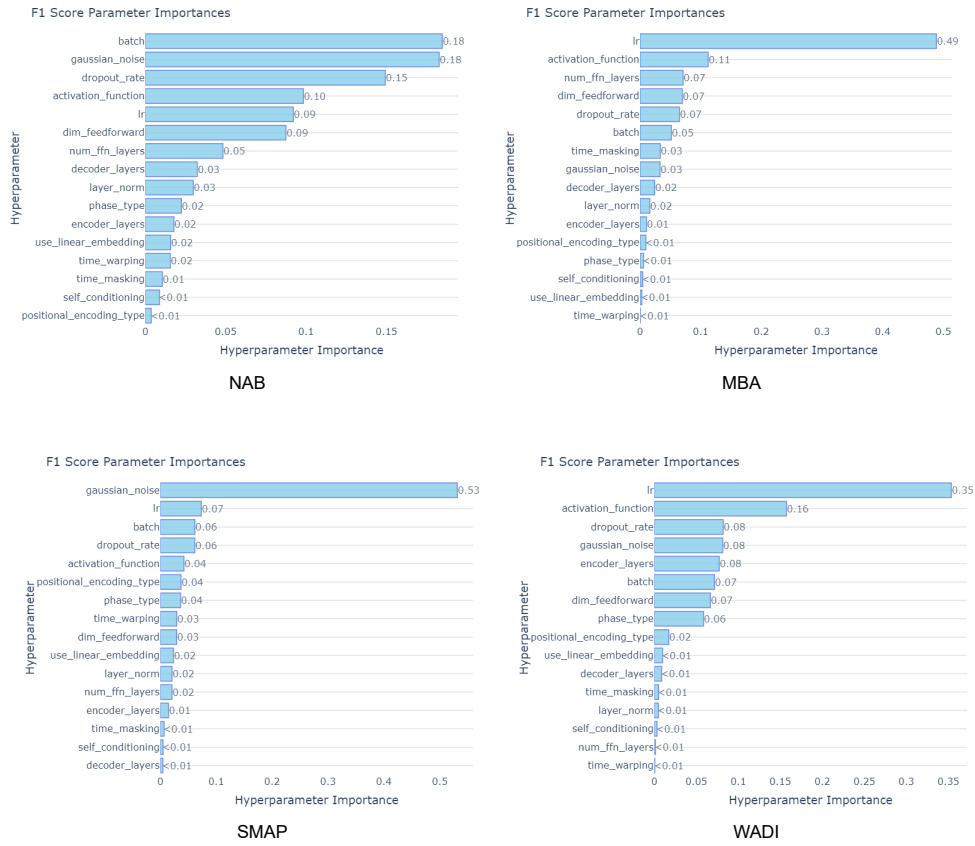 F1 Score Parameter Importances
Hyperparameter
batch 0.18
gaussian_noise 0.18
dropout_rate 0.15
activation_function 0.10
lr 0.09
dim_feedforward 0.09
num_ffn_layers 0.05
decoder_layers 0.03
layer_norm 0.03
phase_type 0.02
encoder_layers 0.02
use_linear_embedding 0.02
time_warping 0.02
time_masking 0.01
self_conditioning <0.01
positional_encoding_type <0.01
0 0.05 0.1 0.15
Hyperparameter Importance
NAB
F1 Score Parameter Importances
Hyperparameter
lr 0.49
activation_function 0.11
num_ffn_layers 0.07
dim_feedforward 0.07
dropout_rate 0.07
batch 0.05
time_masking 0.03
gaussian_noise 0.03
decoder_layers 0.02
layer_norm 0.02
encoder_layers 0.01
positional_encoding_type <0.01
phase_type <0.01
self_conditioning <0.01
use_linear_embedding <0.01
time_warping <0.01
0 0.1 0.2 0.3 0.4 0.5
Hyperparameter Importance
MBA
F1 Score Parameter Importances
Hyperparameter
gaussian_noise 0.53
lr 0.07
batch 0.06
dropout_rate 0.06
activation_function 0.04
positional_encoding_type 0.04
phase_type 0.04
time_warping 0.03
dim_feedforward 0.03
use_linear_embedding 0.02
layer_norm 0.02
num_ffn_layers 0.02
encoder_layers 0.01
time_masking <0.01
self_conditioning <0.01
decoder_layers <0.01
0 0.1 0.2 0.3 0.4 0.5
Hyperparameter Importance
SMAP
F1 Score Parameter Importances
Hyperparameter
lr 0.35
activation_function 0.16
dropout_rate 0.08
gaussian_noise 0.08
encoder_layers 0.08
batch 0.07
dim_feedforward 0.07
phase_type 0.06
positional_encoding_type 0.02
use_linear_embedding <0.01
decoder_layers <0.01
time_masking <0.01
layer_norm <0.01
self_conditioning <0.01
num_ffn_layers <0.01
time_warping <0.01
0 0.05 0.1 0.15 0.2 0.25 0.3 0.35
Hyperparameter Importance
WADI